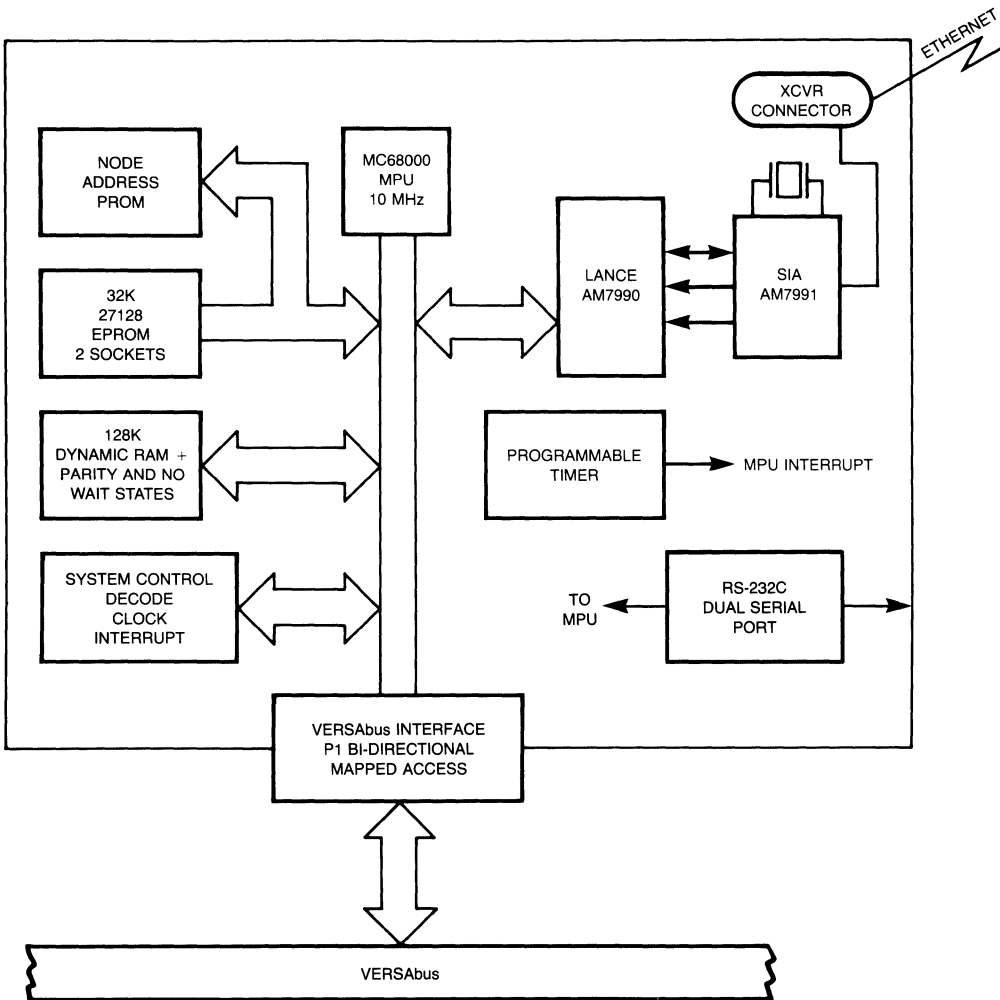 ETHERNET
XCVR
CONNECTOR
NODE
ADDRESS
PROM
MC68000
MPU
10 MHz
LANCE
AM7990
SIA
AM7991
32K
27128
EPROM
2 SOCKETS
128K
DYNAMIC RAM +
PARITY AND NO
WAIT STATES
PROGRAMMABLE
TIMER
MPU INTERRUPT
SYSTEM CONTROL
DECODE
CLOCK
INTERRUPT
TO
MPU
RS-232C
DUAL SERIAL
PORT
VERSAbus INTERFACE
P1 BI-DIRECTIONAL
MAPPED ACCESS
VERSAbus